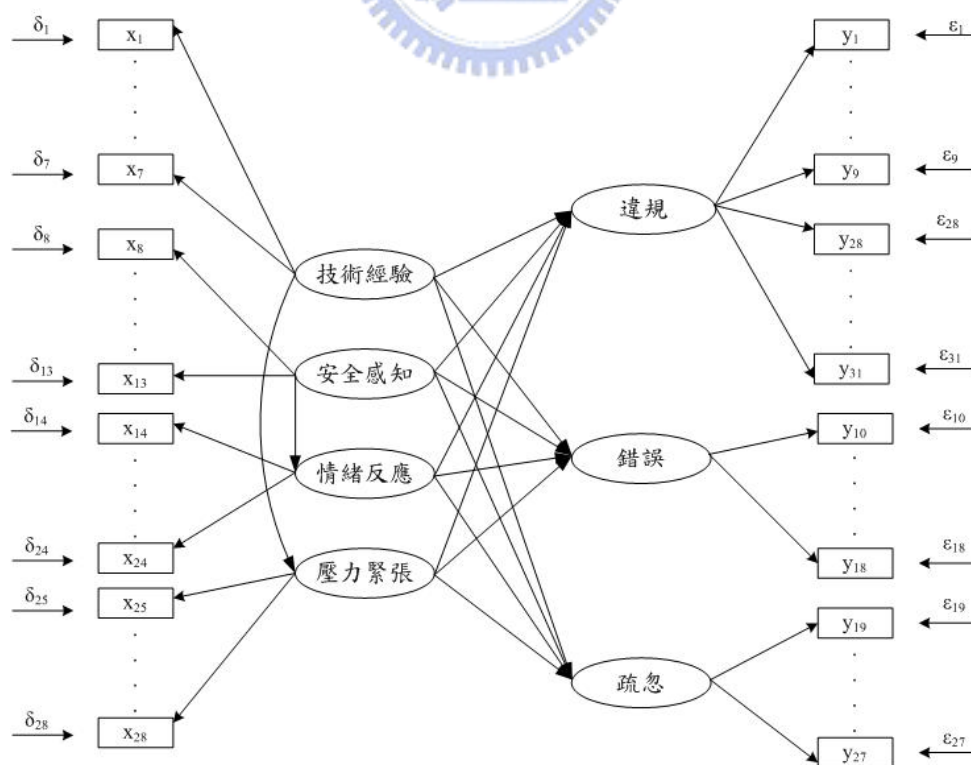 δ1 x1 y1 ε1
δ7 x7 y9 ε9
δ8 x8 違規 y28 ε28
技術經驗
δ13 x13 安全感知 y31 ε31
δ14 x14 y10 ε10
情緒反應 錯誤
δ24 x24 壓力緊張 y18 ε18
δ25 x25 y19 ε19
疏忽
δ28 x28 y27 ε27